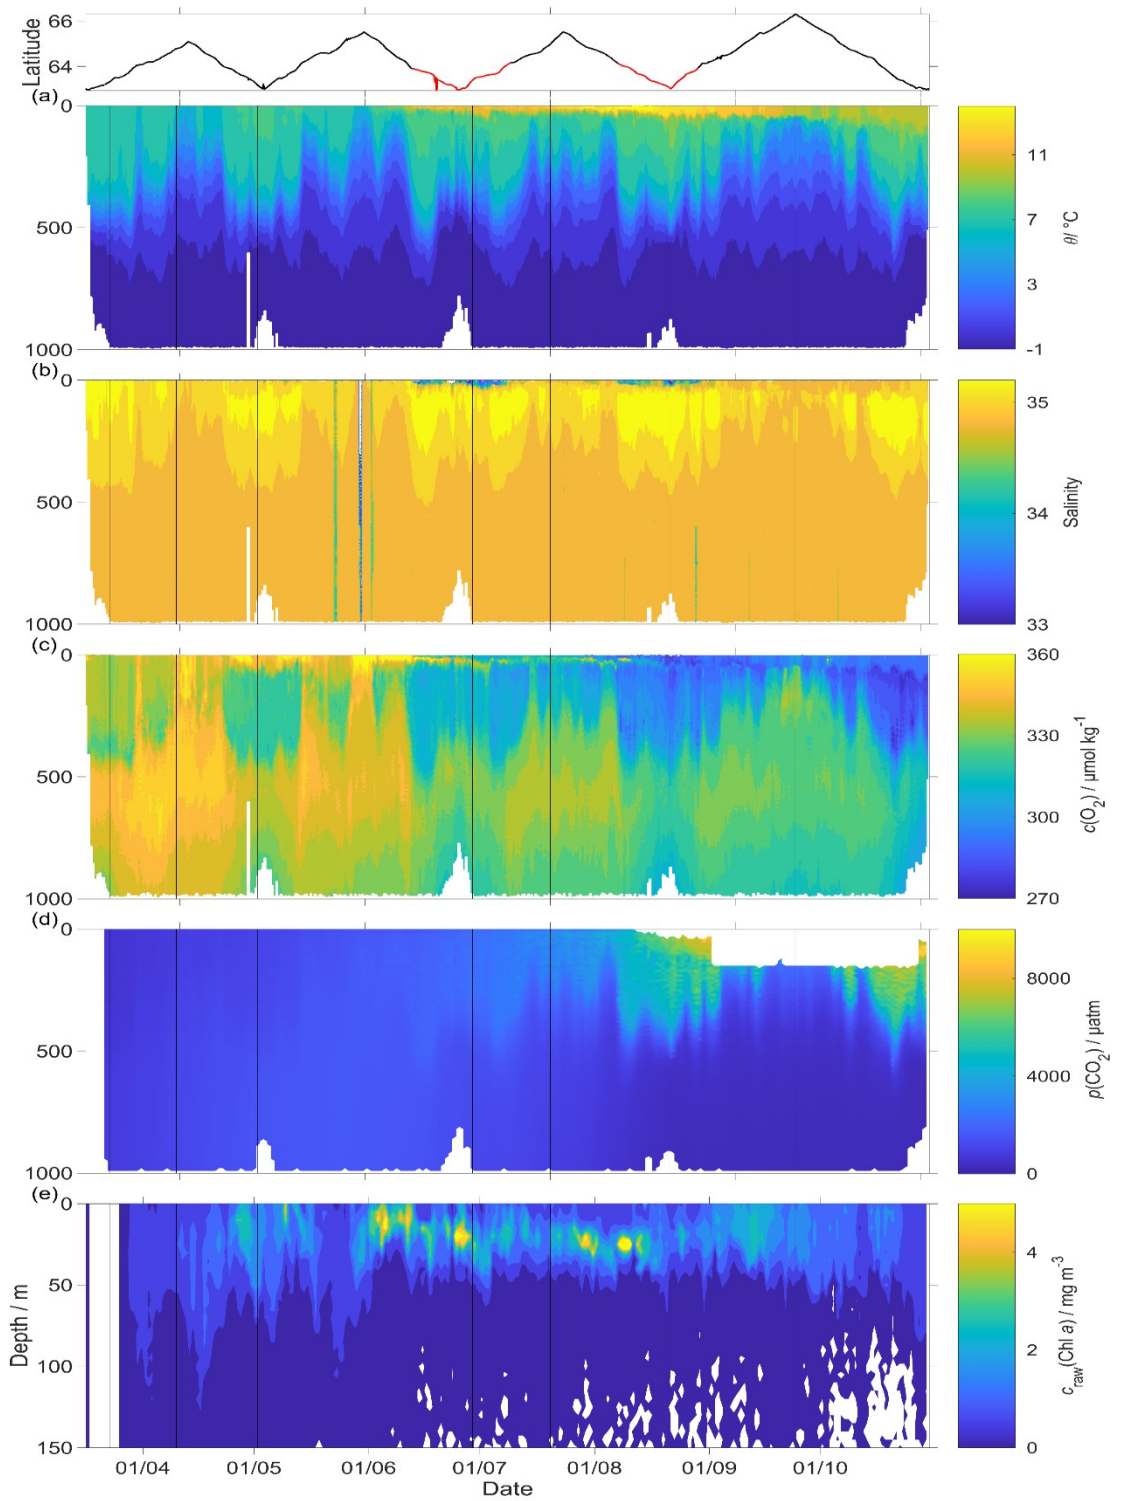 66
64
Latitude
(a)
0
500
1000
11
7
3
-1
θ/ °C
(b)
0
500
1000
35
34
33
Salinity
(c)
0
500
1000
360
330
300
270
c(O2) / μmol kg-1
(d)
0
500
1000
8000
4000
0
p(CO2) / μatm
(e)
0
50
100
150
Depth / m
4
2
0
craw(Chl a) / mg m-3
01/04 01/05 01/06 01/07 01/08 01/09 01/10
Date